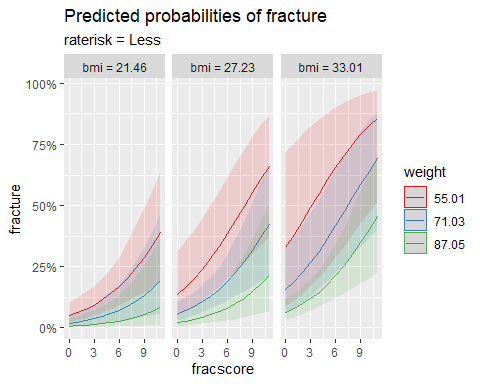 Predicted probabilities of fracture
raterisk = Less
bmi = 21.46 bmi = 27.23 bmi = 33.01
100%
75%
50%
25%
0%
fracture
0 3 6 9 0 3 6 9 0 3 6 9
fracscore
weight
55.01
71.03
87.05